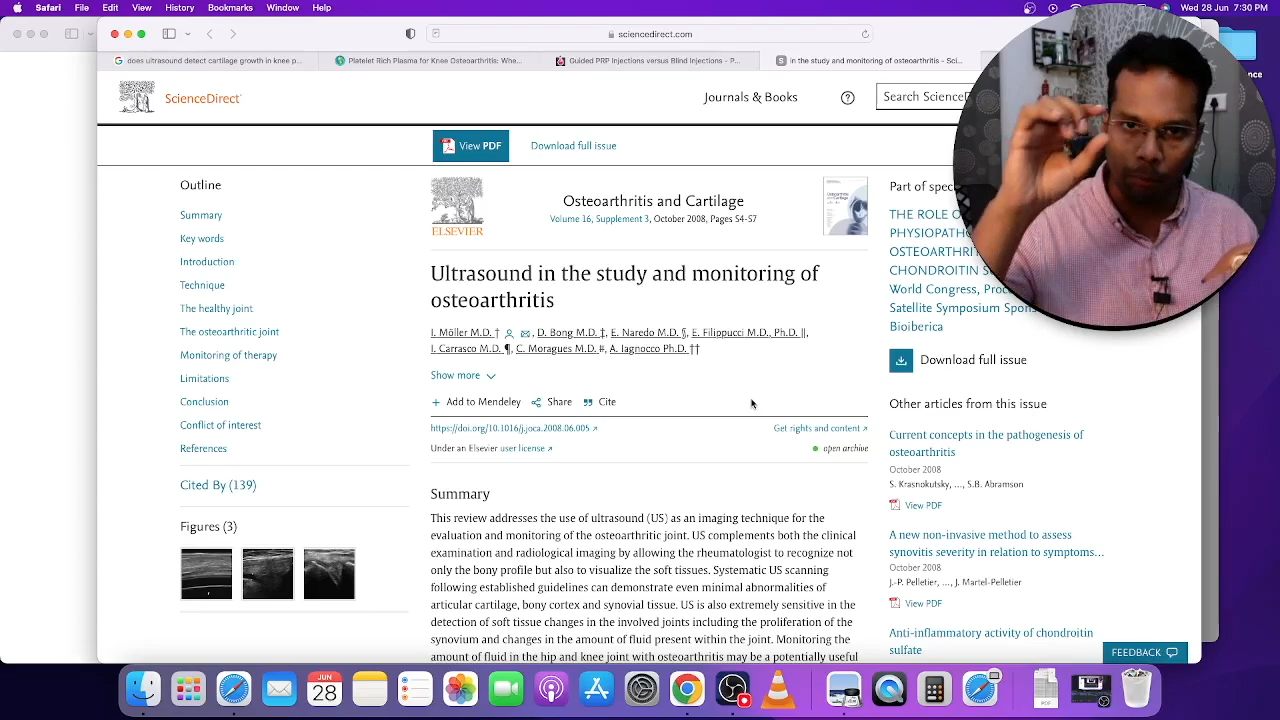 Safari File Edit View History Bookmarks Window Help
Wed 28 Jun 7:30 PM
sciencedirect.com
does ultrasound detect cartilage growth in knee p...
Platelet Rich Plasma for Knee Osteoarthritis: Whe...
Guided PRP Injections versus Blind Injections - P...
in the study and monitoring of osteoarthritis - Sci...
ScienceDirect
Journals & Books
Search ScienceD
View PDF
Download full issue
Outline
Summary
Key words
Introduction
Technique
The healthy joint
The osteoarthritic joint
Monitoring of therapy
Limitations
Conclusion
Conflict of interest
References
Cited By (139)
Figures (3)
ELSEVIER
Osteoarthritis and Cartilage
Volume 16, Supplement 3, October 2008, Pages S4-S7
Ultrasound in the study and monitoring of
osteoarthritis
I. Möller M.D. †, D. Bong M.D. ‡, E. Naredo M.D. §, E. Filippucci M.D., Ph.D. ||,
I. Carrasco M.D. ¶, C. Moragues M.D. #, A. Iagnocco Ph.D. ††
Show more
+ Add to Mendeley Share Cite
https://doi.org/10.1016/j.joca.2008.06.005
Get rights and content
Under an Elsevier user license
open archive
Summary
This review addresses the use of ultrasound (US) as an imaging technique for the
evaluation and monitoring of the osteoarthritic joint. US complements both the clinical
examination and radiological imaging by allowing the rheumatologist to recognize not
only the bony profile but also to visualize the soft tissues. Systematic US scanning
following established guidelines can demonstrate even minimal abnormalities of
articular cartilage, bony cortex and synovial tissue. US is also extremely sensitive in the
detection of soft tissue changes in the involved joints including the proliferation of the
synovium and changes in the amount of fluid present within the joint. Monitoring the
amount of fluid in the hip and knee joint with osteoarthritis may be a potentially useful
Part of spec
THE ROLE O
PHYSIOPATH
OSTEOARTHR
CHONDROITIN S
World Congress, Proc
Satellite Symposium Spons
Bioiberica
Download full issue
Other articles from this issue
Current concepts in the pathogenesis of
osteoarthritis
October 2008
S. Krasnokutsky, ..., S.B. Abramson
View PDF
A new non-invasive method to assess
synovitis severity in relation to symptoms...
October 2008
J.-P. Pelletier, ..., J. Martel-Pelletier
View PDF
Anti-inflammatory activity of chondroitin
sulfate
FEEDBACK
JUN
28
PDF